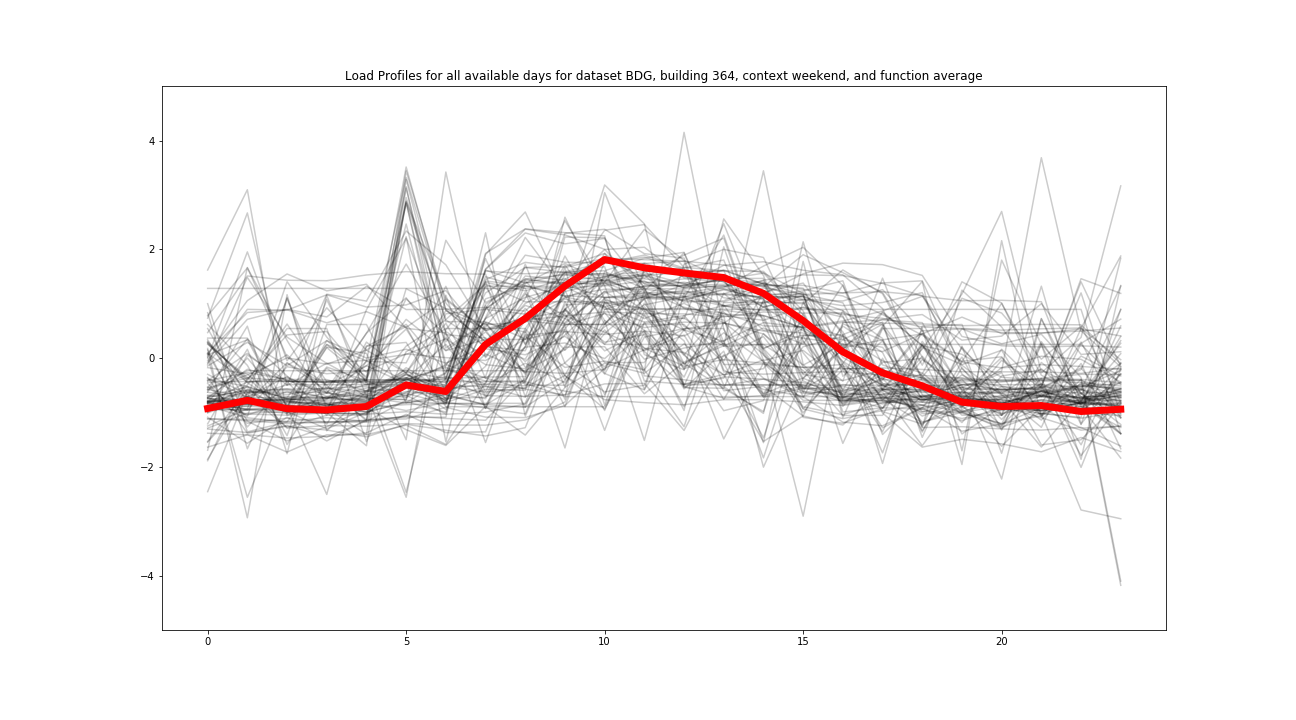 Load Profiles for all available days for dataset BDG, building 364, context weekend, and function average
4
2
0
−2
−4
0 5 10 15 20